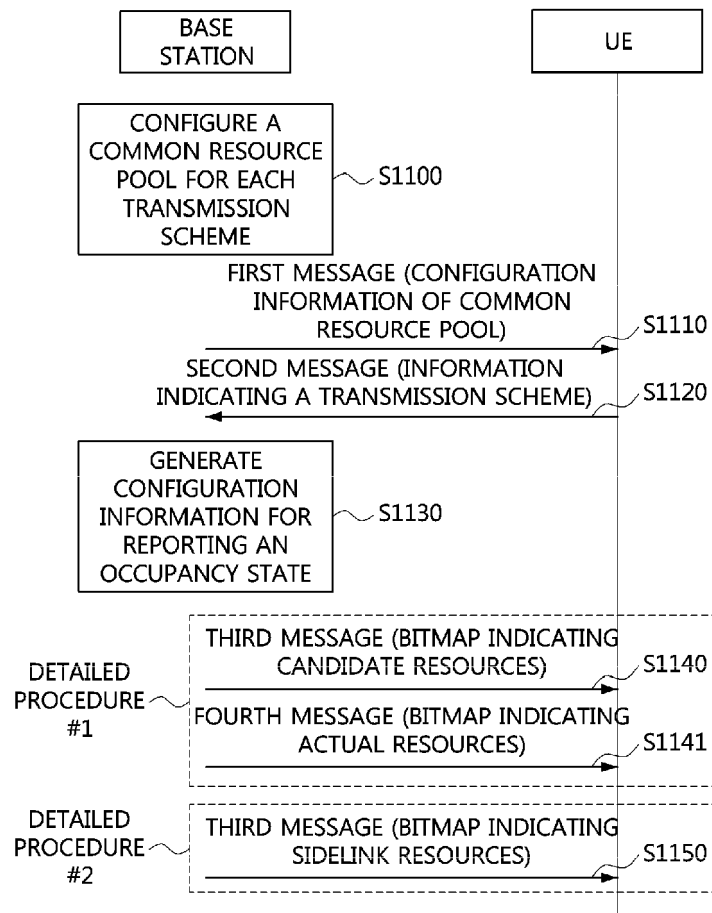 BASE
STATION
UE
CONFIGURE A
COMMON RESOURCE
POOL FOR EACH
TRANSMISSION
SCHEME
S1100
FIRST MESSAGE (CONFIGURATION
INFORMATION OF COMMON
RESOURCE POOL)
S1110
SECOND MESSAGE (INFORMATION
INDICATING A TRANSMISSION SCHEME)
S1120
GENERATE
CONFIGURATION
INFORMATION FOR
REPORTING AN
OCCUPANCY STATE
S1130
DETAILED
PROCEDURE
#1
THIRD MESSAGE (BITMAP INDICATING
CANDIDATE RESOURCES)
S1140
FOURTH MESSAGE (BITMAP INDICATING
ACTUAL RESOURCES)
S1141
DETAILED
PROCEDURE
#2
THIRD MESSAGE (BITMAP INDICATING
SIDELINK RESOURCES)
S1150